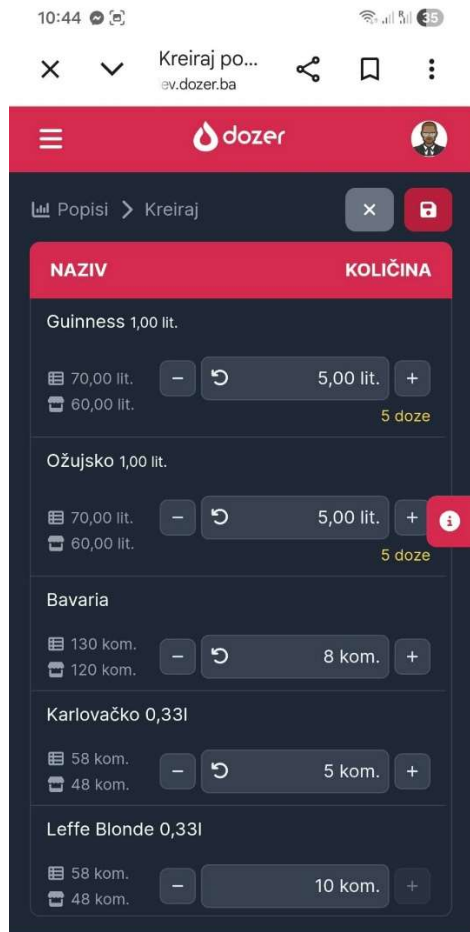 10:44
35
Kreiraj po...
ev.dozer.ba
dozer
Popisi > Kreiraj
NAZIV KOLIČINA
Guinness 1,00 lit.
70,00 lit. − 5,00 lit. +
60,00 lit.
5 doze
Ožujsko 1,00 lit.
70,00 lit. − 5,00 lit. +
60,00 lit.
5 doze
Bavaria
130 kom. − 8 kom. +
120 kom.
Karlovačko 0,33l
58 kom. − 5 kom. +
48 kom.
Leffe Blonde 0,33l
58 kom. − 10 kom. +
48 kom.